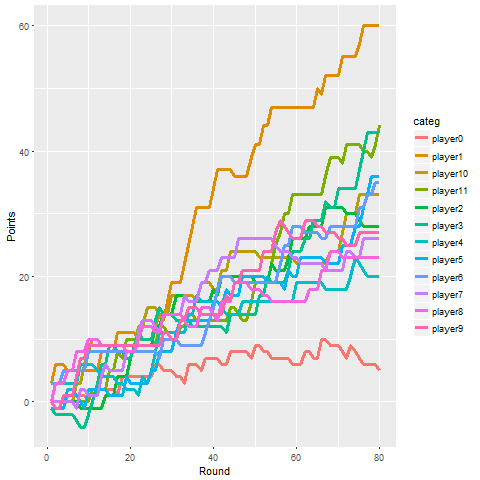 60
40
20
0
Points
0
20
40
60
80
Round
categ
player0
player1
player10
player11
player2
player3
player4
player5
player6
player7
player8
player9